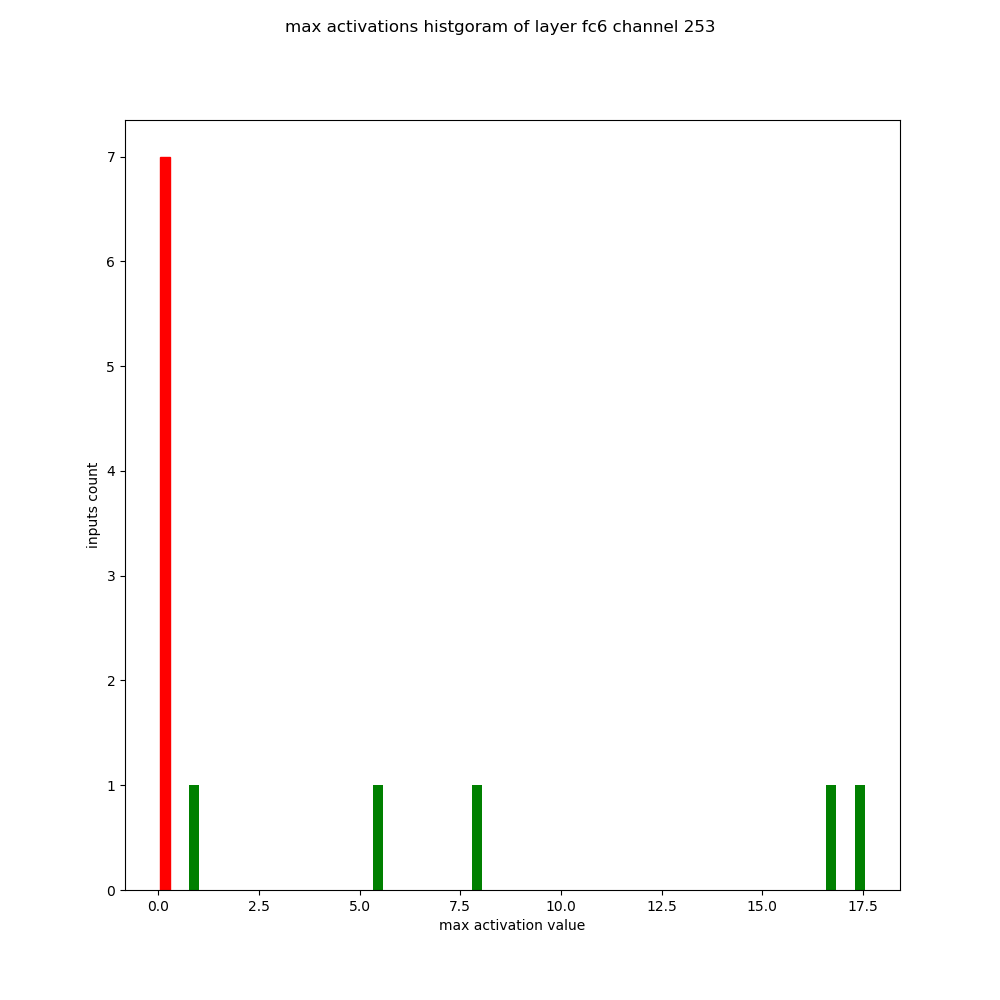 max activations histgoram of layer fc6 channel 253
7
6
5
4
3
2
1
0
inputs count
0.0 2.5 5.0 7.5 10.0 12.5 15.0 17.5
max activation value